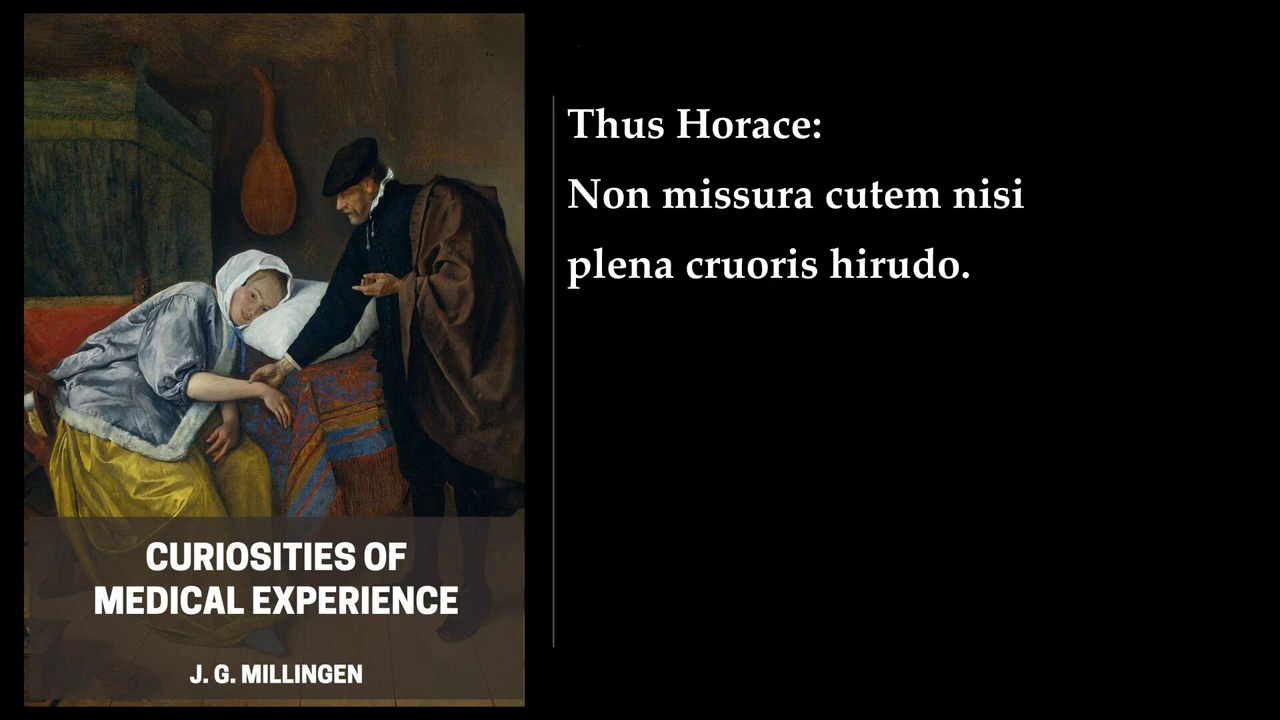 Thus Horace:
Non missura cutem nisi
plena cruoris hirudo.
CURIOSITIES OF
MEDICAL EXPERIENCE
J. G. MILLINGEN